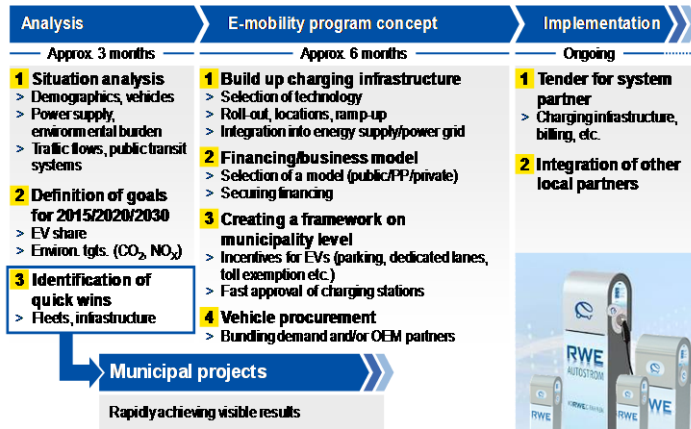 Analysis
E-mobility program concept
Implementation
Approx. 3 months
Approx. 6 months
Ongoing
1 Situation analysis
> Demographics, vehicles
> Power supply,
environmental burden
> Traffic flows, public transit
systems
2 Definition of goals
for 2015/2020/2030
> EV share
> Environ. tgts. (CO₂, NOₓ)
3 Identification of
quick wins
> Fleets, infrastructure
1 Build up charging infrastructure
> Selection of technology
> Roll-out, locations, ramp-up
> Integration into energy supply/power grid
2 Financing/business model
> Selection of a model (public/PP/private)
> Securing financing
3 Creating a framework on
municipality level
> Incentives for EVs (parking, dedicated lanes,
toll exemption etc.)
> Fast approval of charging stations
4 Vehicle procurement
> Bundling demand and/or OEM partners
1 Tender for system
partner
> Charging infrastructure,
billing, etc.
2 Integration of other
local partners
Municipal projects
Rapidly achieving visible results
RWE
AUTOSTROM
RWE
RWE
WE